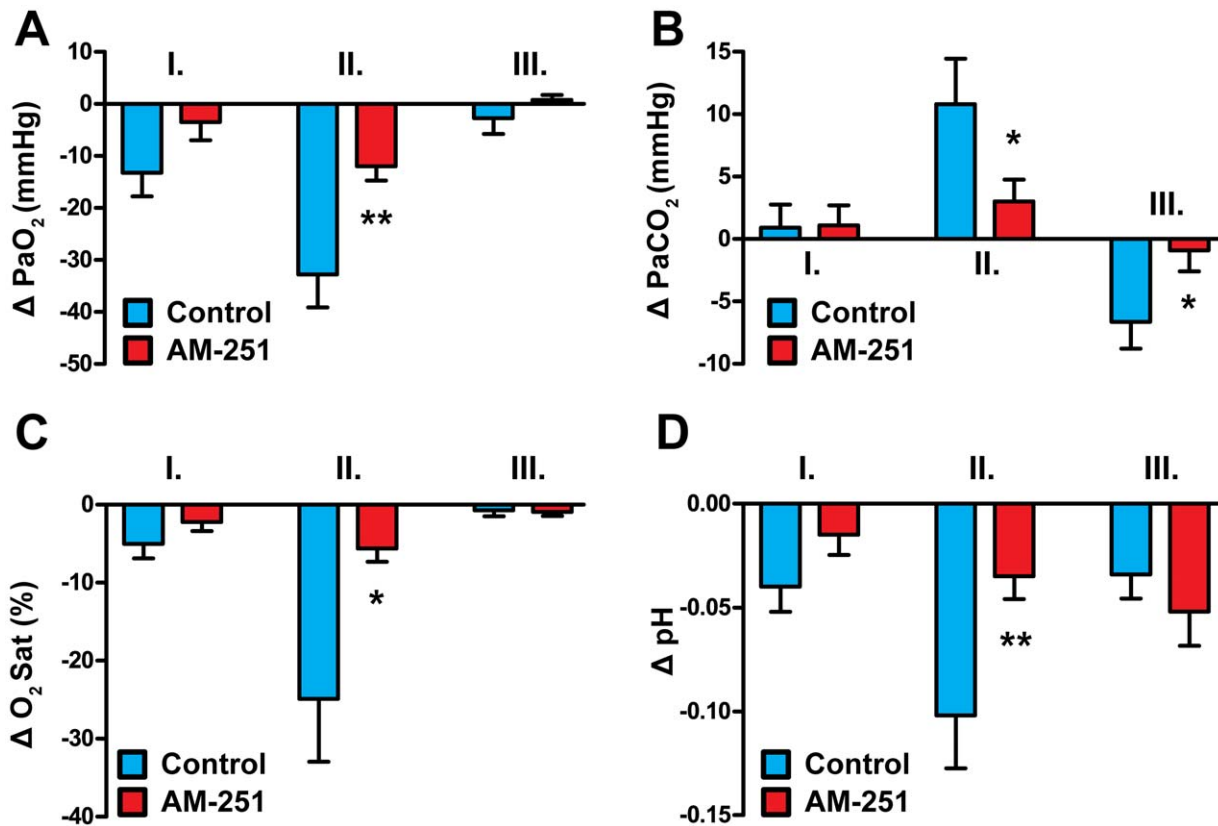 A
Δ PaO2 (mmHg)
10
0
-10
-20
-30
-40
-50
I.
II.
III.
**
Control
AM-251
B
Δ PaCO2 (mmHg)
15
10
5
0
-5
-10
I.
II.
III.
*
*
Control
AM-251
C
Δ O2 Sat (%)
0
-10
-20
-30
-40
I.
II.
III.
*
Control
AM-251
D
Δ pH
0.00
-0.05
-0.10
-0.15
I.
II.
III.
**
Control
AM-251